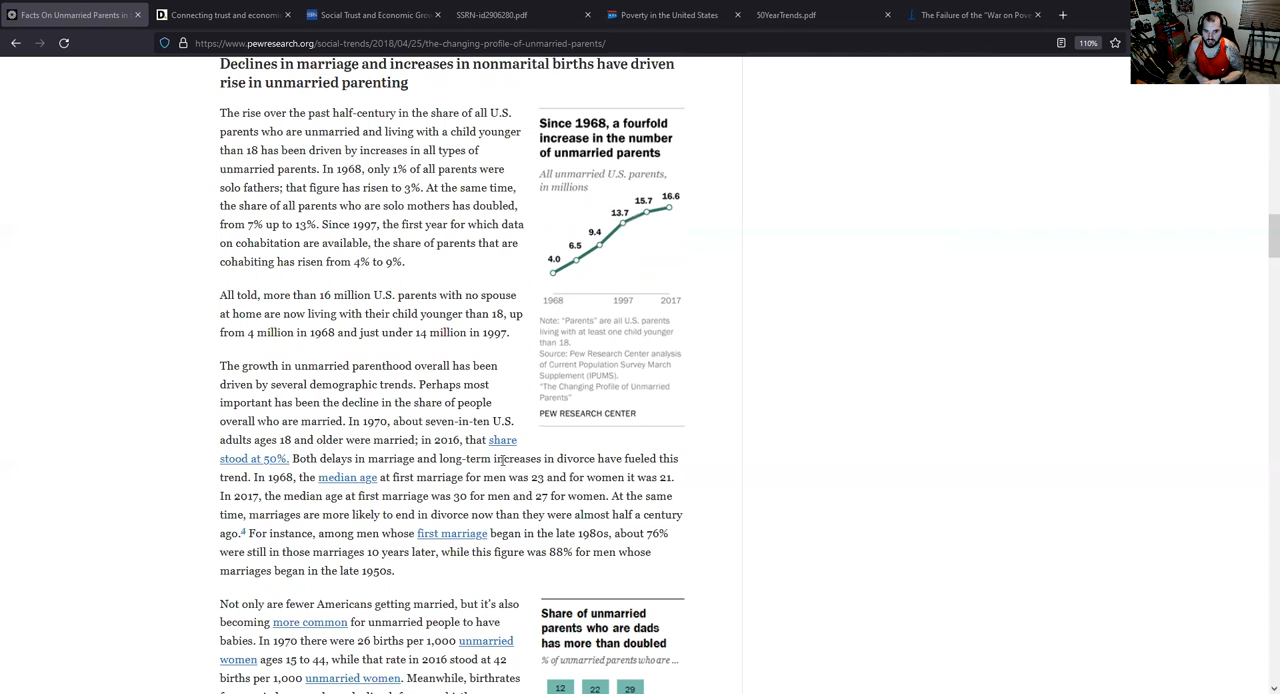 Facts On Unmarried Parents in
Connecting trust and economi
Social Trust and Economic Gro
SSRN-id2906280.pdf
Poverty in the United States
50YearTrends.pdf
The Failure of the "War on Pove
https://www.pewresearch.org/social-trends/2018/04/25/the-changing-profile-of-unmarried-parents/
110%
Declines in marriage and increases in nonmarital births have driven
rise in unmarried parenting
The rise over the past half-century in the share of all U.S.
parents who are unmarried and living with a child younger
than 18 has been driven by increases in all types of
unmarried parents. In 1968, only 1% of all parents were
solo fathers; that figure has risen to 3%. At the same time,
the share of all parents who are solo mothers has doubled,
from 7% up to 13%. Since 1997, the first year for which data
on cohabitation are available, the share of parents that are
cohabiting has risen from 4% to 9%.
All told, more than 16 million U.S. parents with no spouse
at home are now living with their child younger than 18, up
from 4 million in 1968 and just under 14 million in 1997.
The growth in unmarried parenthood overall has been
driven by several demographic trends. Perhaps most
important has been the decline in the share of people
overall who are married. In 1970, about seven-in-ten U.S.
adults ages 18 and older were married; in 2016, that share
stood at 50%. Both delays in marriage and long-term increases in divorce have fueled this
trend. In 1968, the median age at first marriage for men was 23 and for women it was 21.
In 2017, the median age at first marriage was 30 for men and 27 for women. At the same
time, marriages are more likely to end in divorce now than they were almost half a century
ago.4 For instance, among men whose first marriage began in the late 1980s, about 76%
were still in those marriages 10 years later, while this figure was 88% for men whose
marriages began in the late 1950s.
Not only are fewer Americans getting married, but it's also
becoming more common for unmarried people to have
babies. In 1970 there were 26 births per 1,000 unmarried
women ages 15 to 44, while that rate in 2016 stood at 42
births per 1,000 unmarried women. Meanwhile, birthrates
Since 1968, a fourfold
increase in the number
of unmarried parents
All unmarried U.S. parents,
in millions
4.0
6.5
9.4
13.7
15.7
16.6
1968
1997
2017
Note: "Parents" are all U.S. parents
living with at least one child younger
than 18.
Source: Pew Research Center analysis
of Current Population Survey March
Supplement (IPUMS).
"The Changing Profile of Unmarried
Parents"
PEW RESEARCH CENTER
Share of unmarried
parents who are dads
has more than doubled
% of unmarried parents who are ...
12
22
29